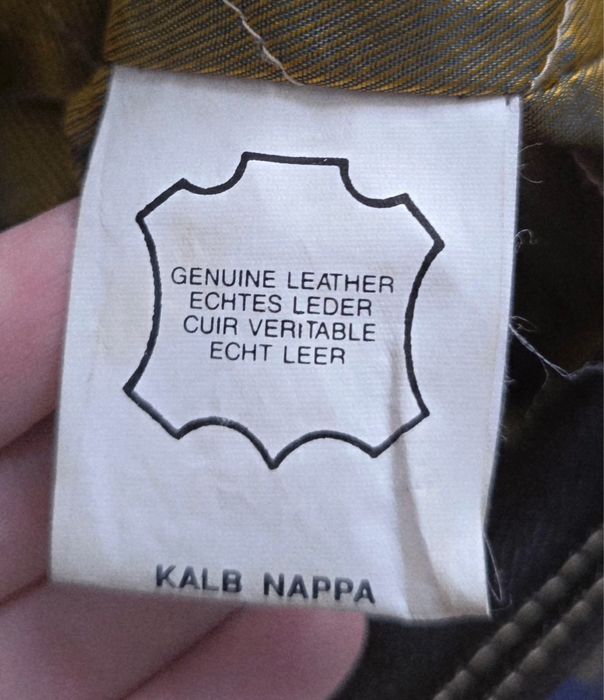 GENUINE LEATHER
ECHTES LEDER
CUIR VERITABLE
ECHT LEER
KALB NAPPA